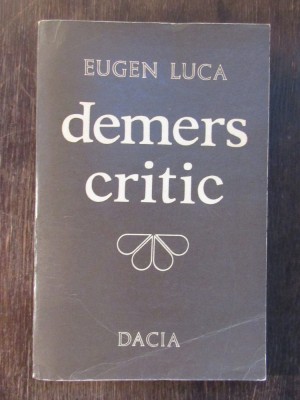 EUGEN LUCA
demers
critic
DACIA